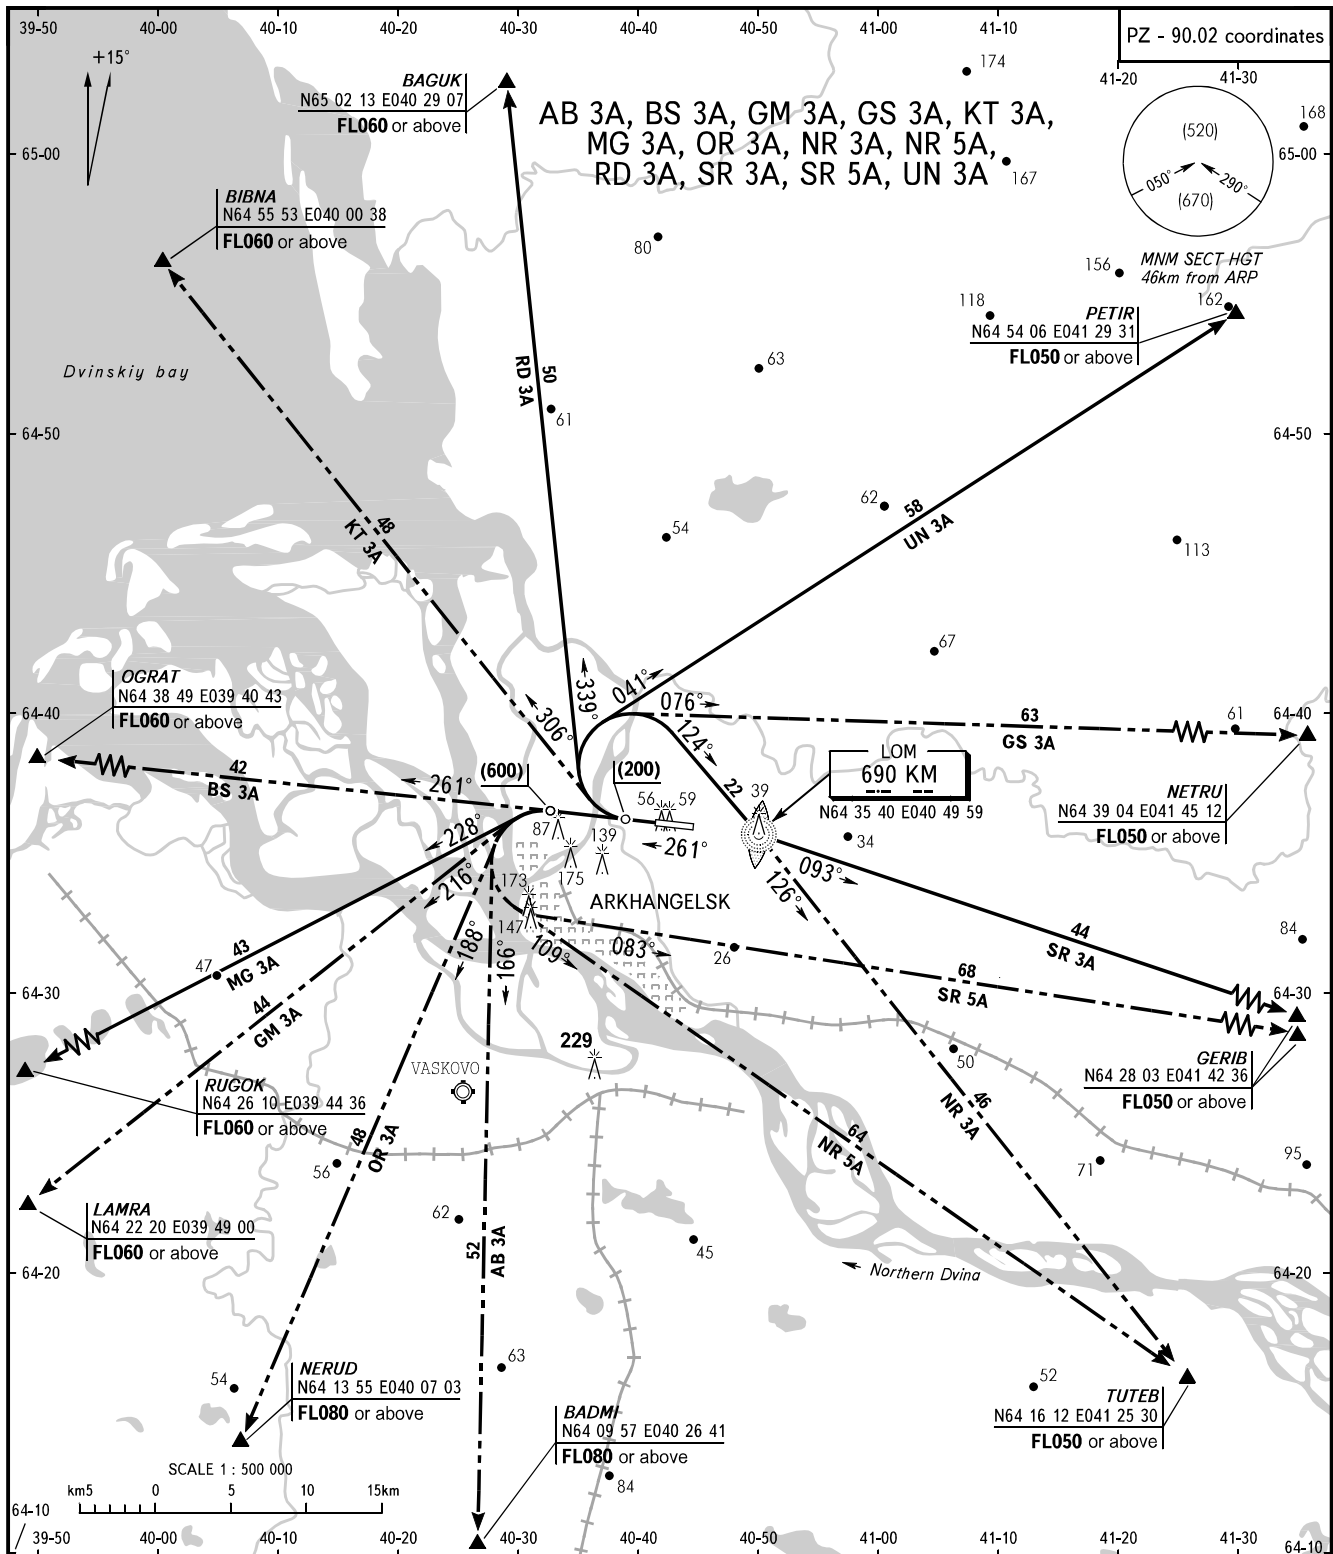 39-50 40-00 40-10 40-20 40-30 40-40 40-50 41-00 41-10
PZ - 90.02 coordinates
41-20 41-30
+15°
BAGUK
N65 02 13 E040 29 07
FL060 or above
174
AB 3A, BS 3A, GM 3A, GS 3A, KT 3A,
MG 3A, OR 3A, NR 3A, NR 5A,
RD 3A, SR 3A, SR 5A, UN 3A
168
(520)
050° 290°
(670)
MNM SECT HGT
46km from ARP
65-00
65-00
167
BIBNA
N64 55 53 E040 00 38
FL060 or above
80
156
118
162
PETIR
N64 54 06 E041 29 31
FL050 or above
Dvinskiy bay
63
50
RD 3A
61
64-50
64-50
62
58
UN 3A
48
KT 3A
54
113
67
OGRAT
N64 38 49 E039 40 43
FL060 or above
339°
041°
076°
306°
124°
64-40
64-40
63
GS 3A
61
LOM
690 KM
N64 35 40 E040 49 59
42
BS 3A
261°
(600)
(200)
22
39
NETRU
N64 39 04 E041 45 12
FL050 or above
56 59
87
139
261°
34
228°
216°
173
175
147
ARKHANGELSK
093°
126°
188°
166°
109°
083°
26
44
SR 3A
84
43
MG 3A
47
68
SR 5A
44
GM 3A
64-30
64-30
229
50
GERIB
N64 28 03 E041 42 36
FL050 or above
VASKOVO
RUGOK
N64 26 10 E039 44 36
FL060 or above
46
NR 3A
48
OR 3A
56
64
NR 5A
71
95
LAMRA
N64 22 20 E039 49 00
FL060 or above
62
52
AB 3A
45
64-20
64-20
Northern Dvina
54
NERUD
N64 13 55 E040 07 03
FL080 or above
63
52
TUTEB
N64 16 12 E041 25 30
FL050 or above
BADMI
N64 09 57 E040 26 41
FL080 or above
84
SCALE 1 : 500 000
km5 0 5 10 15km
64-10
39-50 40-00 40-10 40-20 40-30 40-40 40-50 41-00 41-10 41-20 41-30
64-10